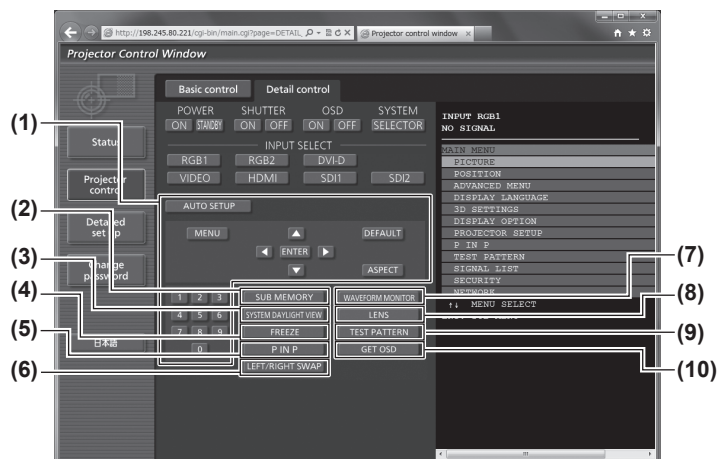 http://198.245.80.221/cgi-bin/main.cgi?page=DETAIL_
Projector control window
Projector Control Window
Basic control
Detail control
POWER
SHUTTER
OSD
SYSTEM
ON
STANDBY
ON
OFF
ON
OFF
SELECTOR
INPUT SELECT
RGB1
RGB2
DVI-D
VIDEO
HDMI
SDI1
SDI2
Status
Projector
control
Detailed
set up
Change
password
日本語
AUTO SETUP
MENU
DEFAULT
ENTER
ASPECT
1 2 3
4 5 6
7 8 9
0
SUB MEMORY
SYSTEM DAYLIGHT VIEW
FREEZE
P IN P
LEFT/RIGHT SWAP
WAVEFORM MONITOR
LENS
TEST PATTERN
GET OSD
INPUT RGB1
NO SIGNAL
MAIN MENU
PICTURE
POSITION
ADVANCED MENU
DISPLAY LANGUAGE
3D SETTINGS
DISPLAY OPTION
PROJECTOR SETUP
P IN P
TEST PATTERN
SIGNAL LIST
SECURITY
NETWORK
↑↓ MENU SELECT
(1)
(2)
(3)
(4)
(5)
(6)
(7)
(8)
(9)
(10)